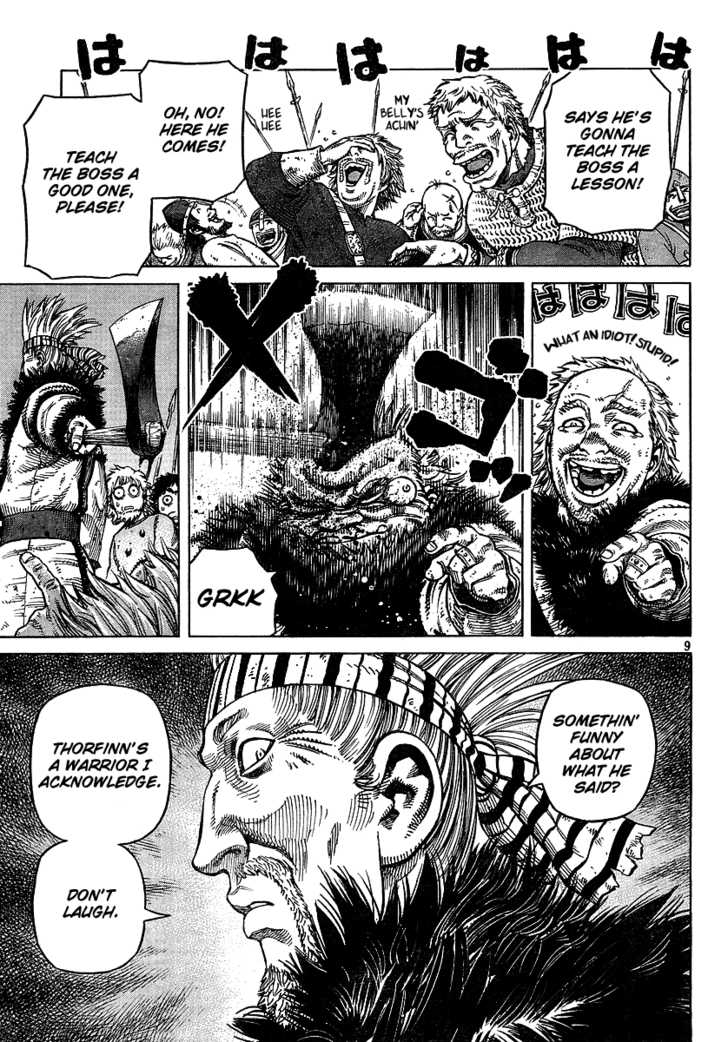 は は は は は は
SAYS HE'S
GONNA
TEACH
THE BOSS A
LESSON!
MY
BELLY'S
ACHIN'
HEE
HEE
OH, NO!
HERE HE
COMES!
TEACH
THE BOSS A
GOOD ONE,
PLEASE!
はははは
WHAT AN IDIOT! STUPID!
ゴッ
GRKK
9
SOMETHIN'
FUNNY
ABOUT
WHAT HE
SAID?
THORFINN'S
A WARRIOR I
ACKNOWLEDGE.
DON'T
LAUGH.